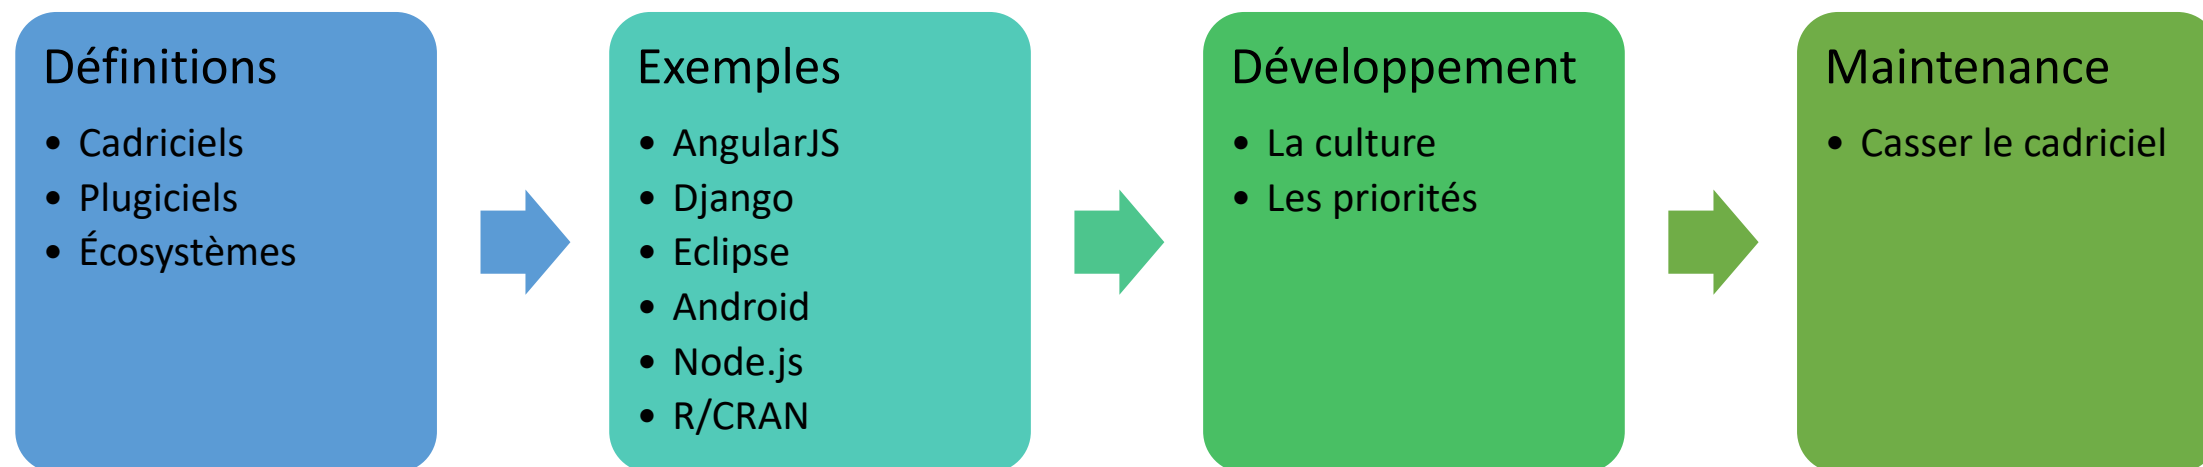 Définitions
• Cadriciels
• Plugiciels
• Écosystèmes
Exemples
• AngularJS
• Django
• Eclipse
• Android
• Node.js
• R/CRAN
Développement
• La culture
• Les priorités
Maintenance
• Casser le cadriciel